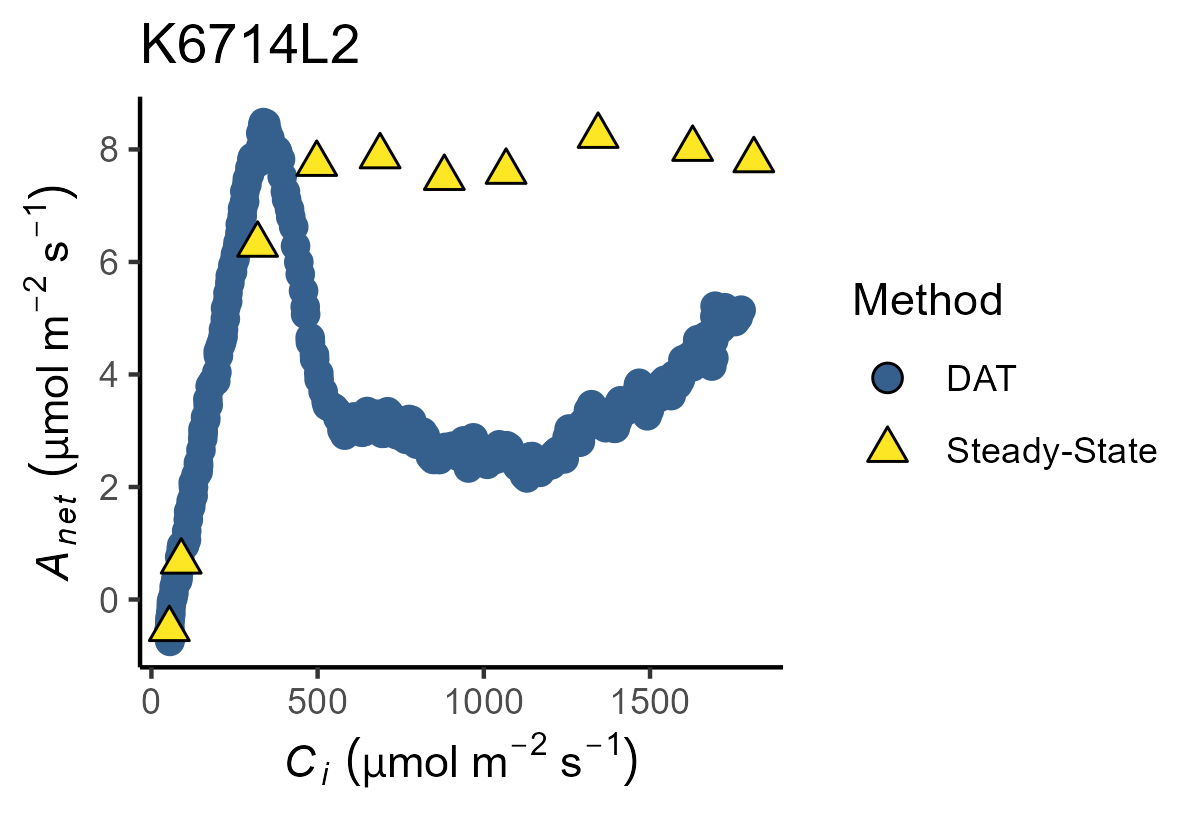 K6714L2
8
6
4
2
0
A_net (µmol m⁻² s⁻¹)
0 500 1000 1500
C_i (µmol m⁻² s⁻¹)
Method
DAT
Steady-State